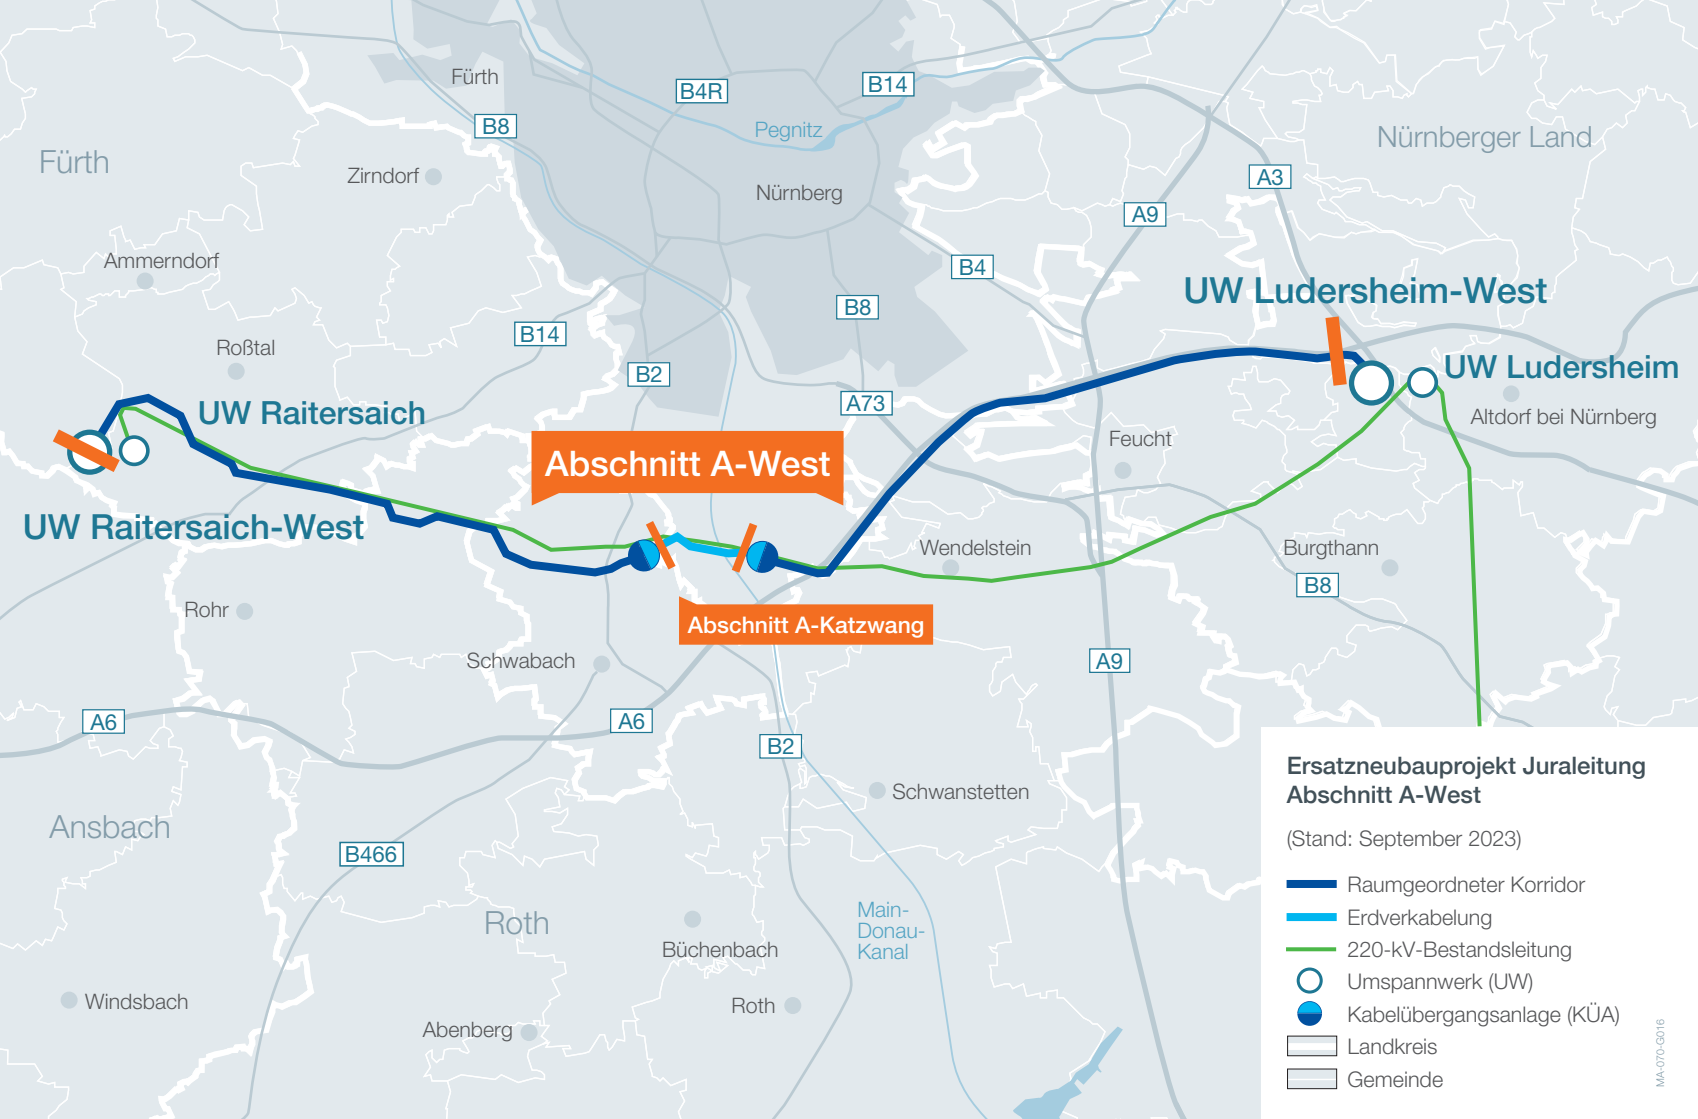 Fürth
B4R
B14
B8
Pegnitz
Nürnberger Land
Fürth
Zirndorf
A3
Nürnberg
A9
Ammerndorf
B4
UW Ludersheim-West
B8
B14
Roßtal
B2
UW Ludersheim
A73
UW Raitersaich
Altdorf bei Nürnberg
Feucht
Abschnitt A-West
UW Raitersaich-West
Wendelstein
Burgthann
B8
Rohr
Abschnitt A-Katzwang
Schwabach
A9
A6
A6
B2
Schwanstetten
Ansbach
B466
Roth
Main-
Donau-
Kanal
Büchenbach
Windsbach
Roth
Abenberg
Ersatzneubauprojekt Juraleitung
Abschnitt A-West
(Stand: September 2023)
Raumgeordneter Korridor
Erdverkabelung
220-kV-Bestandsleitung
Umspannwerk (UW)
Kabelübergangsanlage (KÜA)
Landkreis
Gemeinde
MA-070-G016